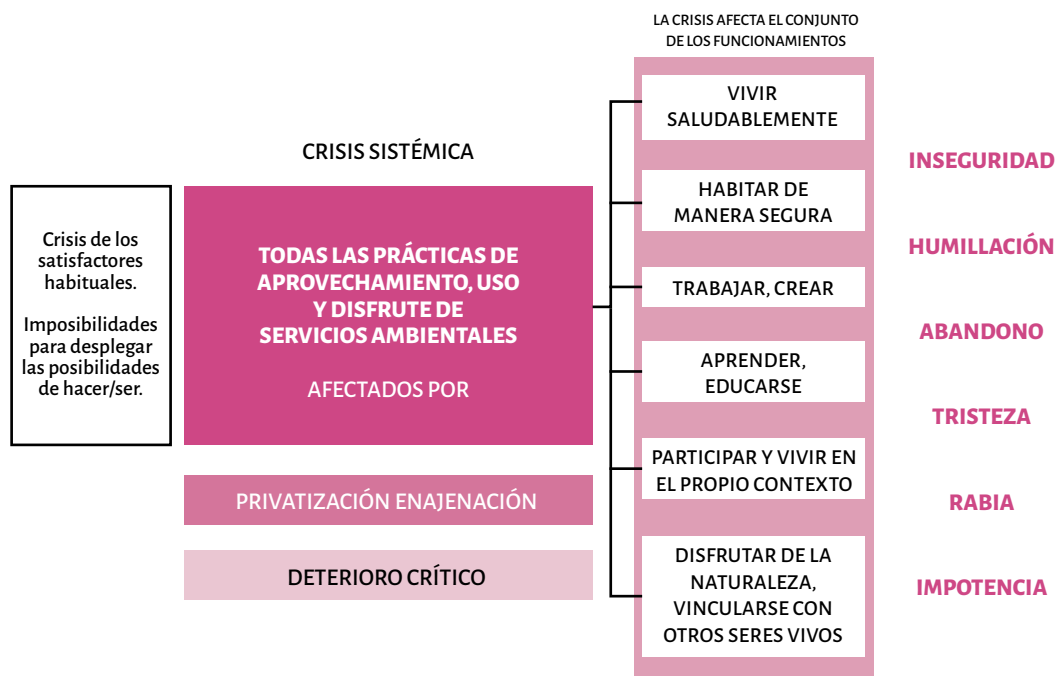 LA CRISIS AFECTA EL CONJUNTO
DE LOS FUNCIONAMIENTOS
CRISIS SISTÉMICA
Crisis de los
satisfactores
habituales.
Imposibilidades
para desplegar
las posibilidades
de hacer/ser.
TODAS LAS PRÁCTICAS DE
APROVECHAMIENTO, USO
Y DISFRUTE DE
SERVICIOS AMBIENTALES
AFECTADOS POR
PRIVATIZACIÓN ENAJENACIÓN
DETERIORO CRÍTICO
VIVIR
SALUDABLEMENTE
HABITAR DE
MANERA SEGURA
TRABAJAR, CREAR
APRENDER,
EDUCARSE
PARTICIPAR Y VIVIR EN
EL PROPIO CONTEXTO
DISFRUTAR DE LA
NATURALEZA,
VINCULARSE CON
OTROS SERES VIVOS
INSEGURIDAD
HUMILLACIÓN
ABANDONO
TRISTEZA
RABIA
IMPOTENCIA